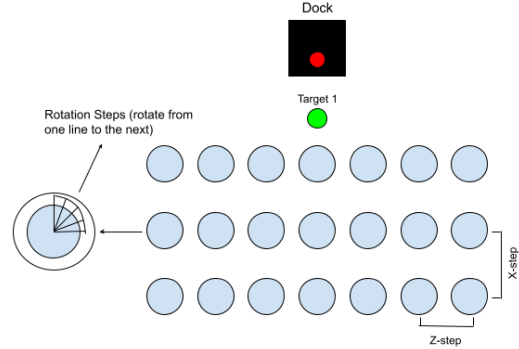 Dock
Target 1
Rotation Steps (rotate from
one line to the next)
X-step
Z-step